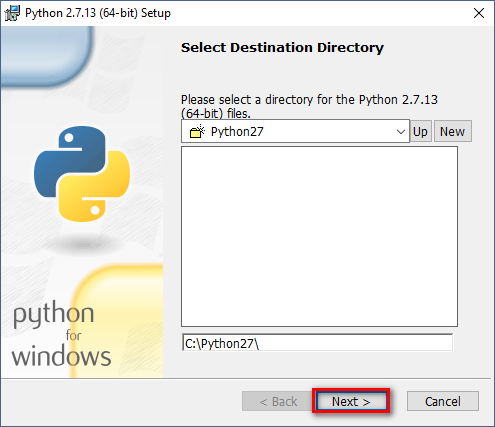 Python 2.7.13 (64-bit) Setup
Select Destination Directory
Please select a directory for the Python 2.7.13
(64-bit) files.
Python27
Up
New
C:\Python27\
python
for
windows
< Back
Next >
Cancel